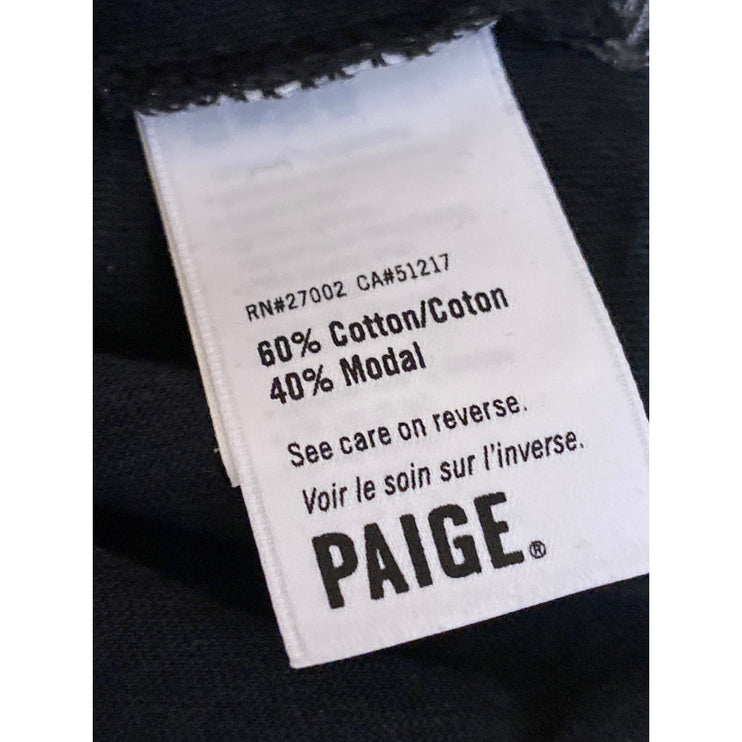 RN#27002 CA#51217
60% Cotton/Coton
40% Modal
See care on reverse.
Voir le soin sur l'inverse.
PAIGE®